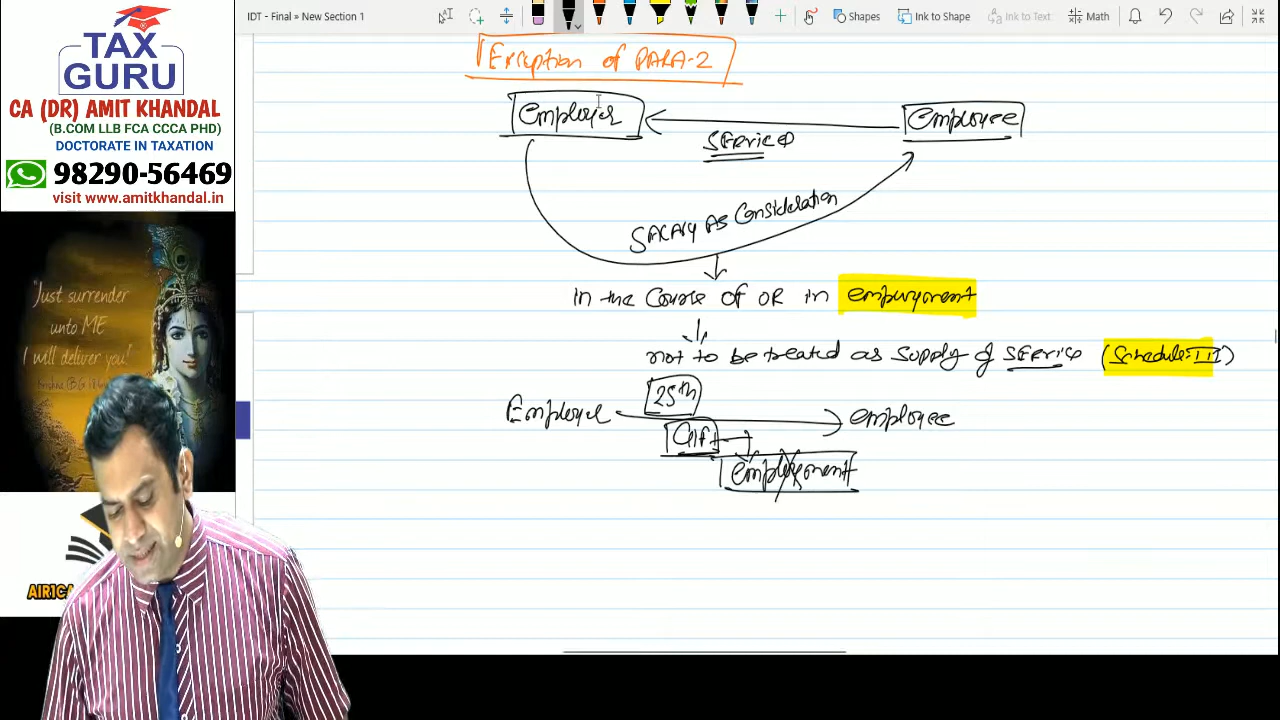 IDT - Final » New Section 1
Shapes
Ink to Shape
Ink to Text
Math
TAX
GURU
CA (DR) AMIT KHANDAL
(B.COM LLB FCA CCCA PHD)
DOCTORATE IN TAXATION
98290-56469
visit www.amitkhandal.in
"Just surrender
unto ME
I will deliver you!"
AIR1CA
Exception of PARA-2
Employer
Service
Employee
Salary As Consideration
in the Course of OR in employment
not to be treated as supply of service (Schedule-III)
25th
Employer
employee
Gift
employment